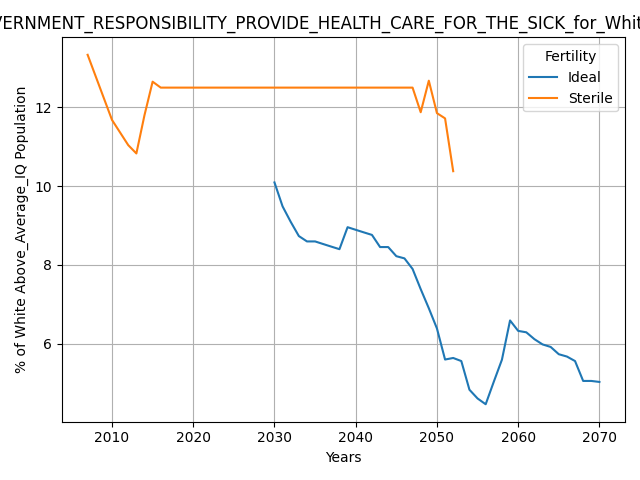 VERNMENT_RESPONSIBILITY_PROVIDE_HEALTH_CARE_FOR_THE_SICK_for_Whit
Fertility
Ideal
Sterile
% of White Above_Average_IQ Population
12
10
8
6
2010 2020 2030 2040 2050 2060 2070
Years